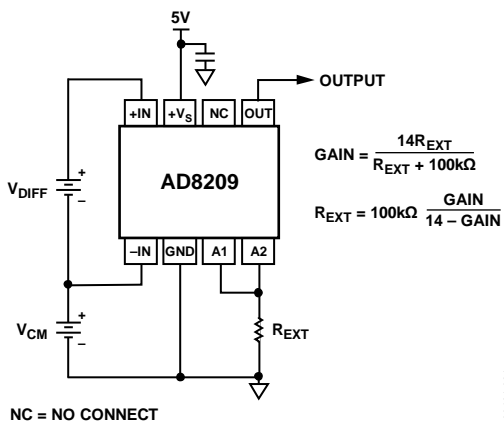 5V
OUTPUT
+IN
+VS
NC
OUT
GAIN = 14REXT / REXT + 100kΩ
AD8209
VDIFF
+
–
REXT = 100kΩ GAIN / 14 – GAIN
–IN
GND
A1
A2
VCM
+
–
REXT
NC = NO CONNECT